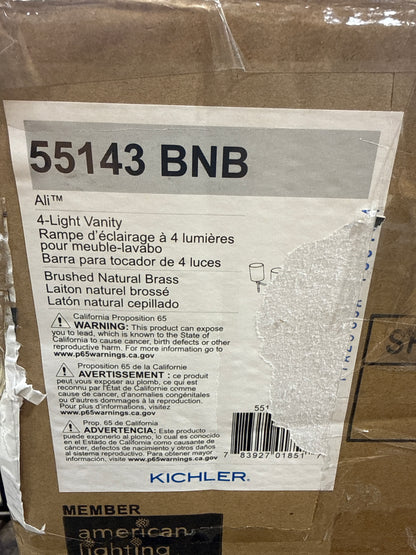 55143 BNB
Ali™
4-Light Vanity
Rampe d'éclairage à 4 lumières
pour meuble-lavabo
Barra para tocador de 4 luces
Brushed Natural Brass
Laiton naturel brossé
Latón natural cepillado
⚠ California Proposition 65
⚠ WARNING: This product can expose
you to lead, which is known to the State of
California to cause cancer, birth defects or other
reproductive harm. For more information go to
www.p65warnings.ca.gov
Proposition 65 de la Californie
⚠ AVERTISSEMENT : ce produit
peut vous exposer au plomb, ce qui est
reconnu par l'État de Californie comme
cause de cancer, d'anomalies congénitales
ou d'autres dommages à la reproduction.
Pour plus d'informations, visitez
www.p65warnings.ca.gov
Prop. 65 de California
⚠ ADVERTENCIA: Este producto
puede exponerlo al plomo, lo cual es conocido
en el Estado de California como causante de
cáncer, defectos de nacimiento y otros daños
al sistema reproductivo. Para obtener mayor
información, visite www.p65warnings.ca.gov
551
7 83927 01851 7
KICHLER®
MEMBER
american
lighting